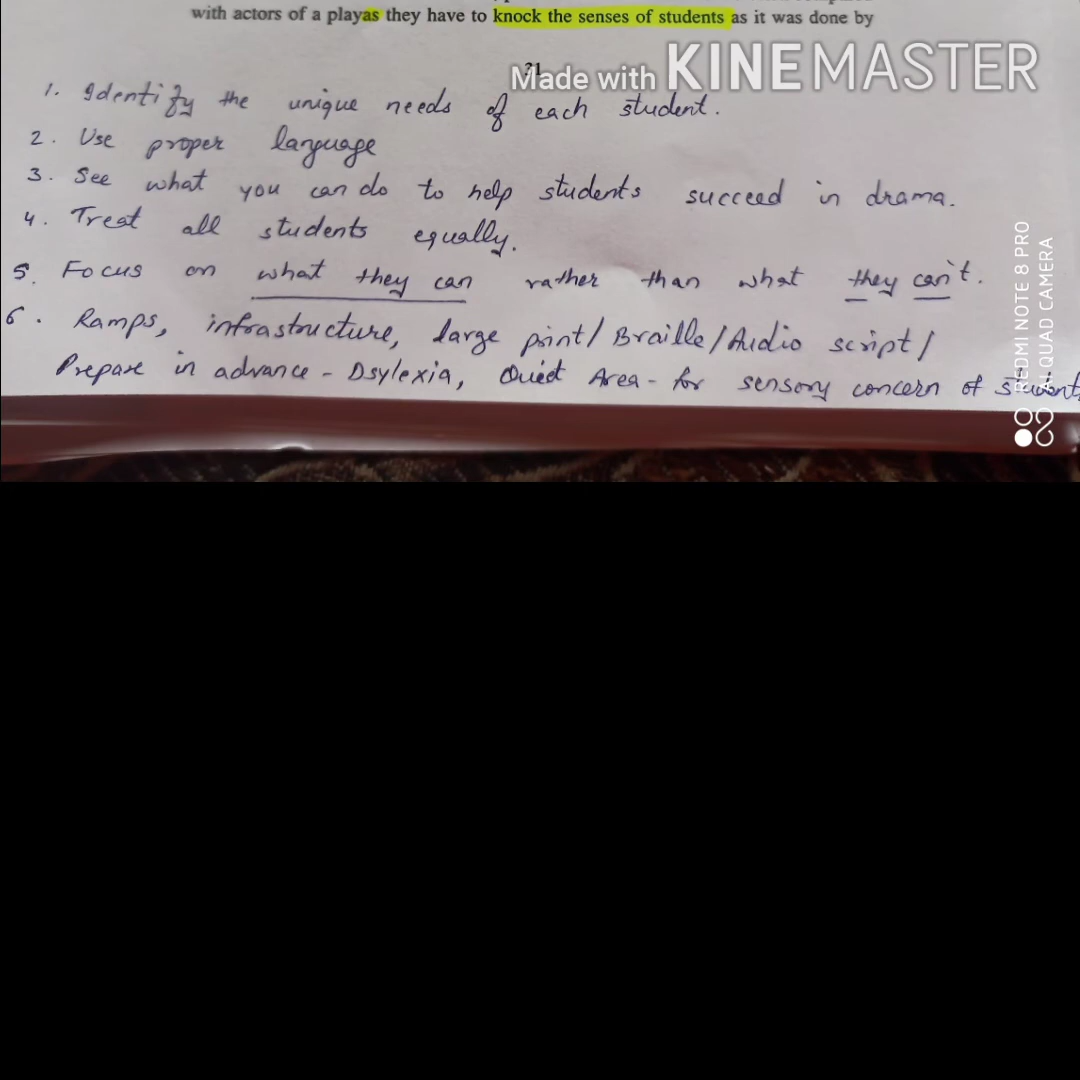 with actors of a playas they have to knock the senses of students as it was done by
31
Made with KINEMASTER
1. Identify the unique needs of each student.
2. Use proper language
3. See what you can do to help students succeed in drama.
4. Treat all students equally.
5. Focus on what they can rather than what they can't.
6. Ramps, infrastructure, large print/ Braille/Audio script/
Prepare in advance - Dsylexia, Quiet Area - for sensory concern of students
REDMI NOTE 8 PRO
AI QUAD CAMERA